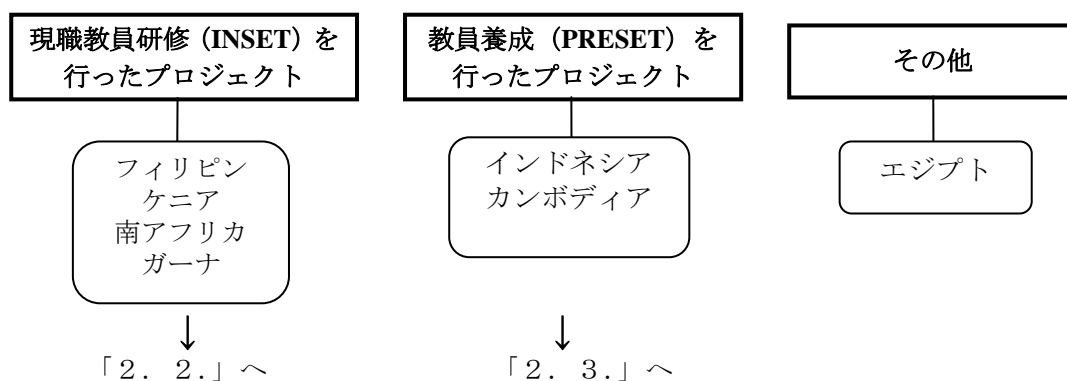 現職教員研修（INSET）を
行ったプロジェクト
フィリピン
ケニア
南アフリカ
ガーナ
↓
「２．２.」へ
教員養成（PRESET）を
行ったプロジェクト
インドネシア
カンボディア
↓
「２．３.」へ
その他
エジプト